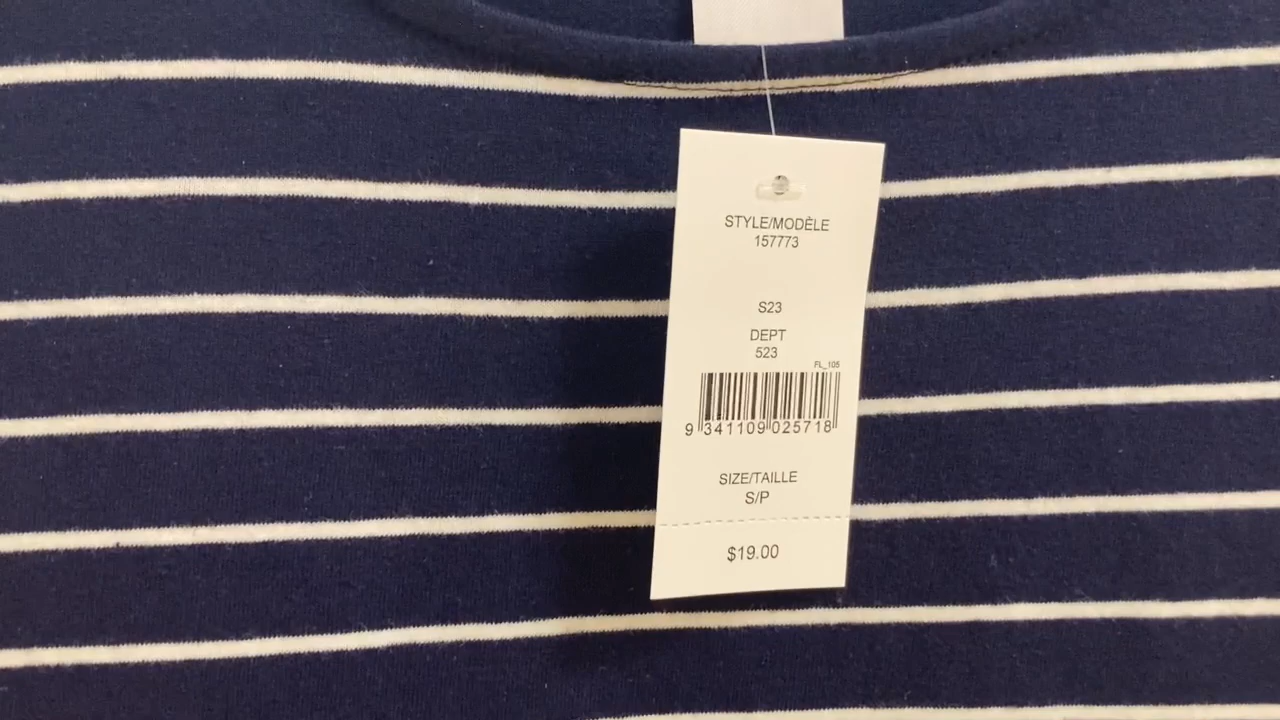 STYLE/MODÈLE
157773
S23
DEPT
523
FL_105
9 341109 025718
SIZE/TAILLE
S/P
$19.00